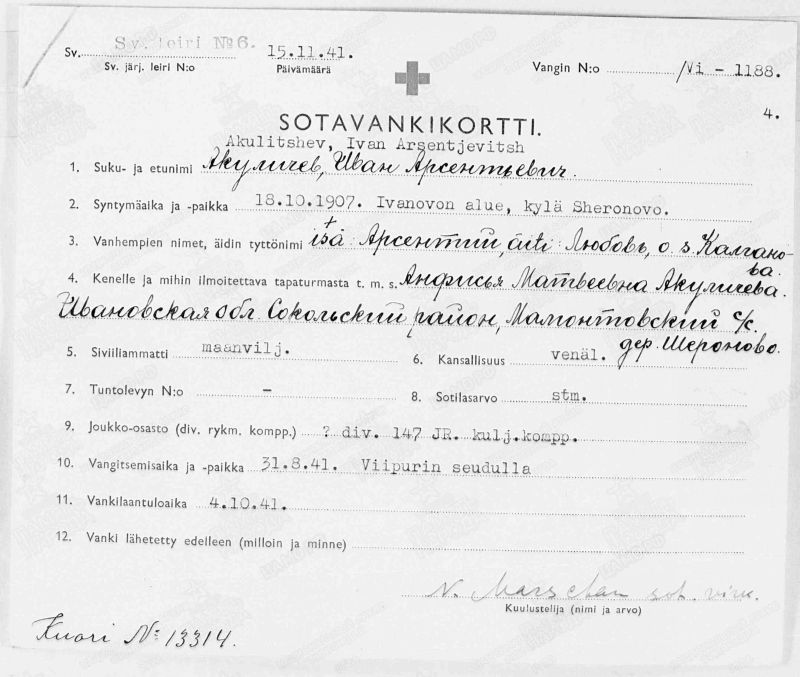 Sv. Sv. leiri №6. 15.11.41.
Sv. järj. leiri N:o Päivämäärä Vangin N:o /Vi - 1188.
4.
SOTAVANKIKORTTI.
Akulitshev, Ivan Arsentjevitsh
1. Suku- ja etunimi Акуличев, Иван Арсентьевич.
2. Syntymäaika ja -paikka 18.10.1907. Ivanovon alue, kylä Sheronovo.
3. Vanhempien nimet, äidin tyttönimi isä + Арсентий, äiti: Любовь, о.з. Калгано-
ва.
4. Kenelle ja mihin ilmoitettava tapaturmasta t. m. s. Анфисья Матвеевна Акуличева.
Ивановская обл. Сокольский район, Мамонтовский с/с.
дер. Шероново.
5. Siviiliammatti maanvilj. 6. Kansallisuus venäl.
7. Tuntolevyn N:o – 8. Sotilasarvo stm.
9. Joukko-osasto (div. rykm. kompp.) ? div. 147 JR. kulj.kompp.
10. Vangitsemisaika ja -paikka 31.8.41. Viipurin seudulla
11. Vankilaantuloaika 4.10.41.
12. Vanki lähetetty edelleen (milloin ja minne)
N. sot. virk.
Kuulustelija (nimi ja arvo)
Kuori № 13314.